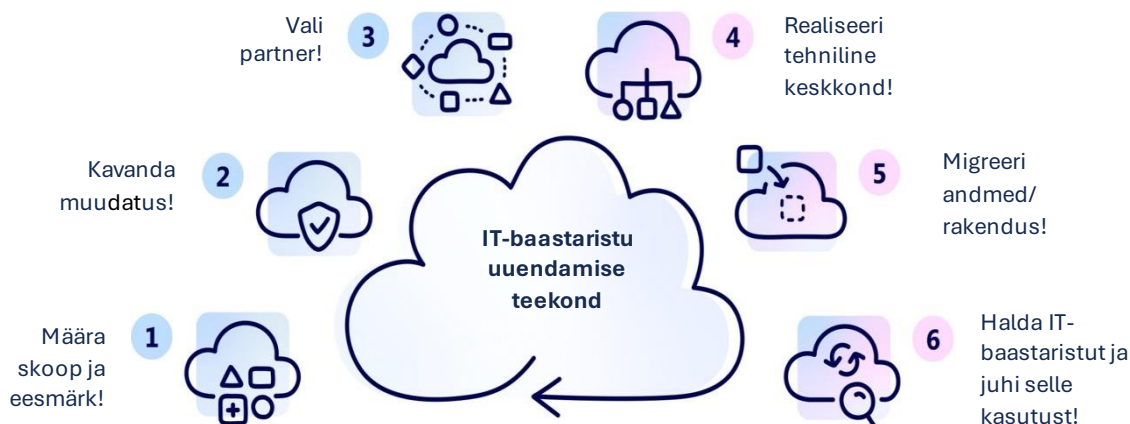 Vali
partner!
3
4
Realiseeri
tehniline
keskkond!
Kavanda
muudatus!
2
5
Migreeri
andmed/
rakendus!
IT-baastaristu
uuendamise
teekond
Määra
skoop ja
eesmärk!
1
6
Halda IT-
baastaristut ja
juhi selle
kasutust!